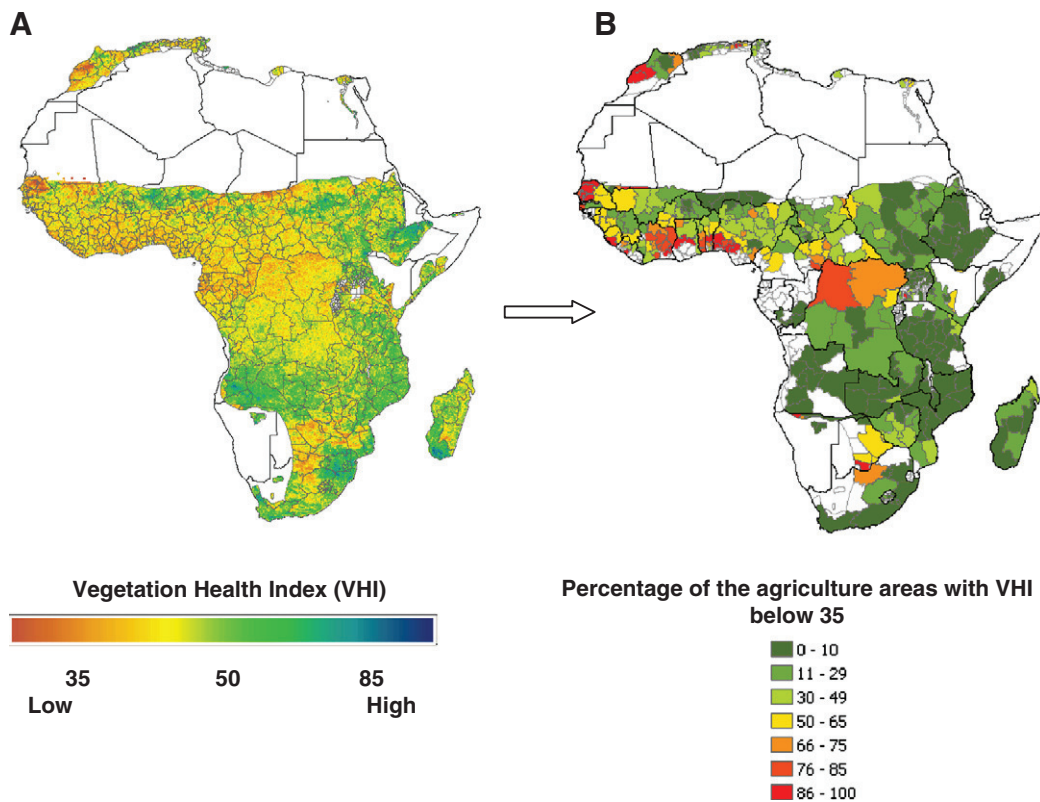 A
B
Vegetation Health Index (VHI)
35 50 85
Low High
Percentage of the agriculture areas with VHI
below 35
0 - 10
11 - 29
30 - 49
50 - 65
66 - 75
76 - 85
86 - 100